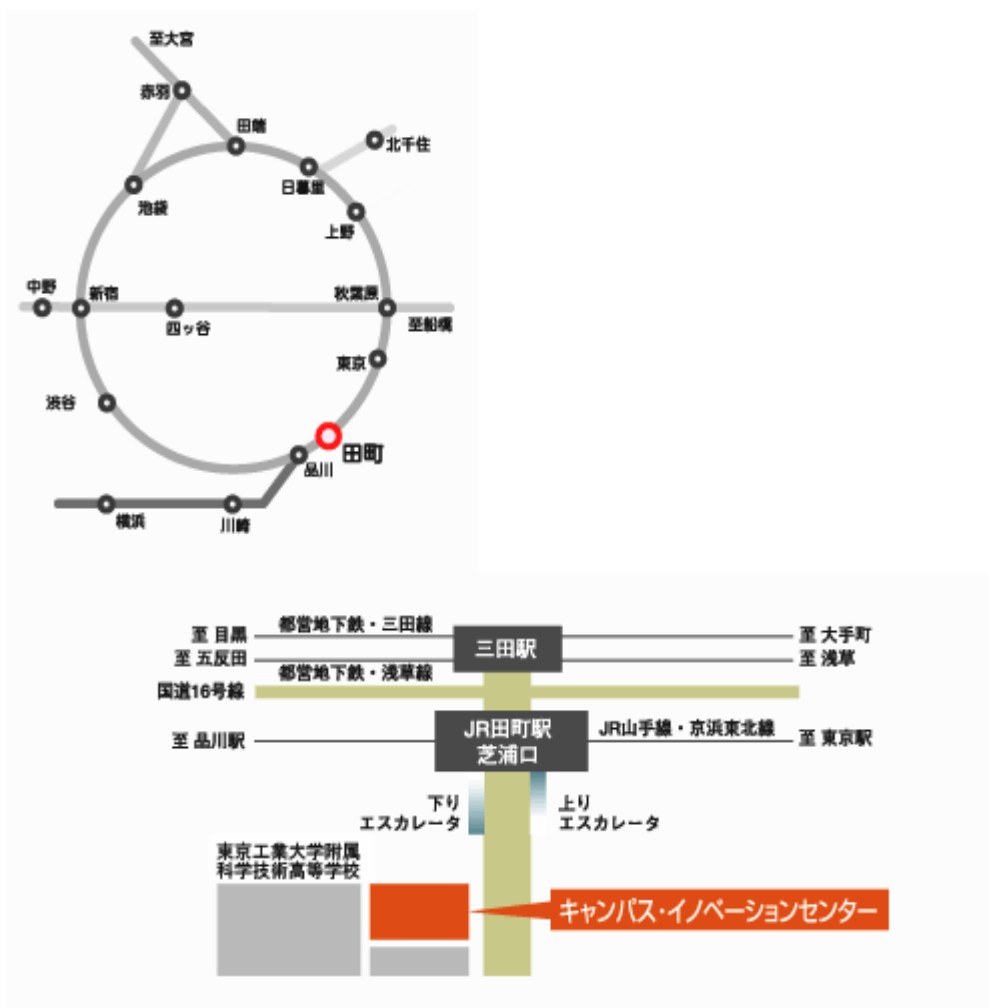 至大宮
赤羽
田端
北千住
日暮里
池袋
上野
中野
新宿
秋葉原
四ッ谷
至船橋
東京
渋谷
田町
品川
横浜
川崎
都営地下鉄・三田線
至 目黒
三田駅
至 大手町
至 五反田
至 浅草
都営地下鉄・浅草線
国道16号線
JR田町駅
芝浦口
JR山手線・京浜東北線
至 品川駅
至 東京駅
下り
エスカレータ
上り
エスカレータ
東京工業大学附属
科学技術高等学校
キャンパス・イノベーションセンター